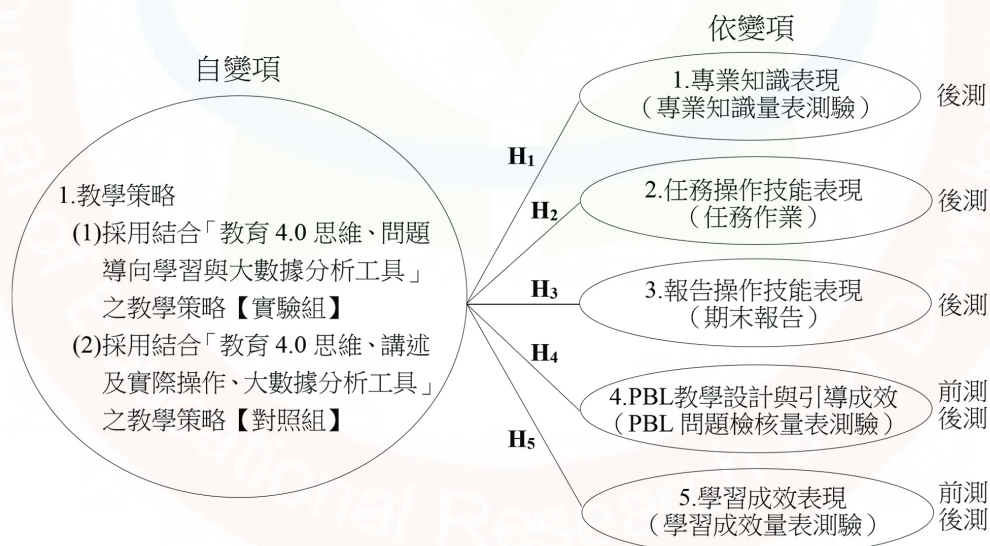 依變項
自變項
1.專業知識表現
（專業知識量表測驗）
後測
H₁
1.教學策略
(1)採用結合「教育 4.0 思維、問題
導向學習與大數據分析工具」
之教學策略【實驗組】
(2)採用結合「教育 4.0 思維、講述
及實際操作、大數據分析工具」
之教學策略【對照組】
H₂
2.任務操作技能表現
（任務作業）
後測
H₃
3.報告操作技能表現
（期末報告）
後測
H₄
4.PBL教學設計與引導成效
（PBL 問題檢核量表測驗）
前測
後測
H₅
5.學習成效表現
（學習成效量表測驗）
前測
後測